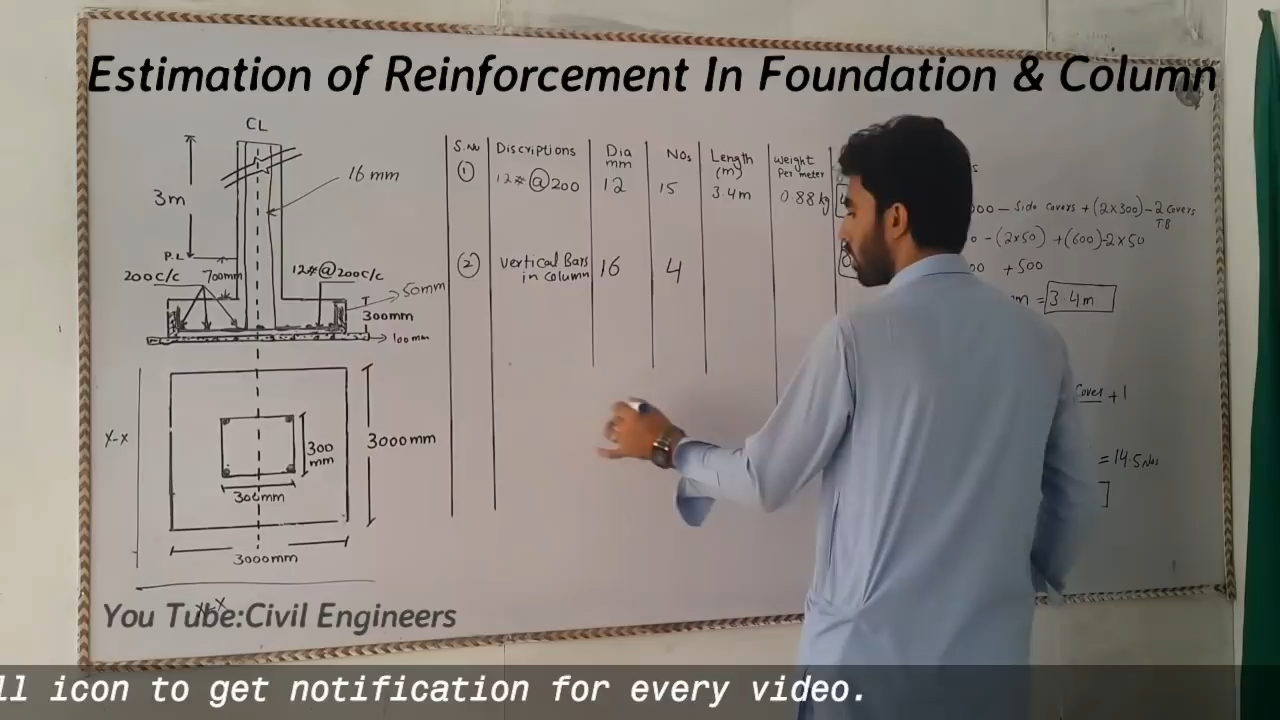 Estimation of Reinforcement In Foundation & Column
CL
16 mm
3m
P.L
200 c/c
700mm
12#@200c/c
50mm
300mm
100mm
X-X
300
mm
300mm
3000mm
3000mm
S.No
Discriptions
Dia
mm
Nos
Length
(m)
weight
Per meter
1
12#@200
12
15
3.4m
0.88kg
2
Vertical Bars
in column
16
4
00 - Side Covers + (2x300) - 2 Covers
TB
0 - (2x50) + (600) - 2x50
00 + 500
m = 3.4m
Cover + 1
= 14.5 Nos
]
You Tube:Civil Engineers
ll icon to get notification for every video.